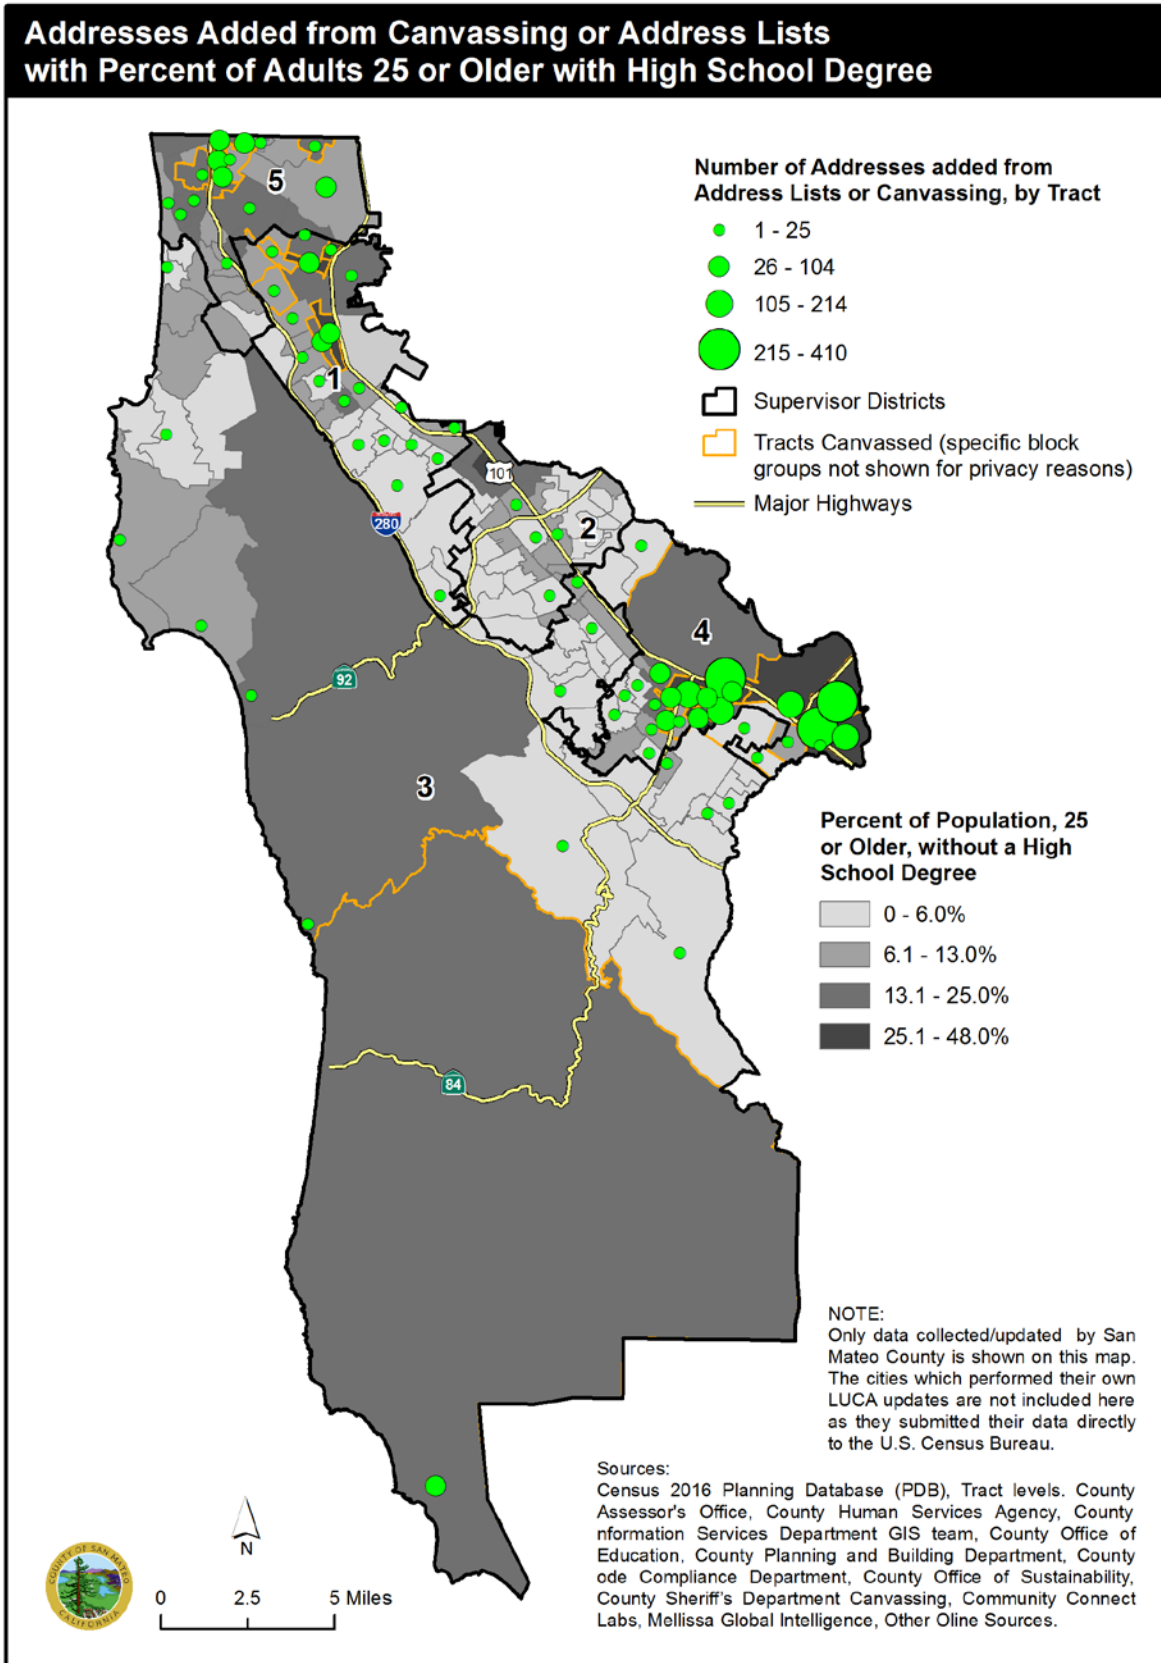 Addresses Added from Canvassing or Address Lists
with Percent of Adults 25 or Older with High School Degree
Number of Addresses added from
Address Lists or Canvassing, by Tract
1 - 25
26 - 104
105 - 214
215 - 410
Supervisor Districts
Tracts Canvassed (specific block
groups not shown for privacy reasons)
Major Highways
5
1
101
280
2
4
92
3
84
Percent of Population, 25
or Older, without a High
School Degree
0 - 6.0%
6.1 - 13.0%
13.1 - 25.0%
25.1 - 48.0%
NOTE:
Only data collected/updated by San
Mateo County is shown on this map.
The cities which performed their own
LUCA updates are not included here
as they submitted their data directly
to the U.S. Census Bureau.
Sources:
Census 2016 Planning Database (PDB), Tract levels. County
Assessor's Office, County Human Services Agency, County
nformation Services Department GIS team, County Office of
Education, County Planning and Building Department, County
ode Compliance Department, County Office of Sustainability,
County Sheriff's Department Canvassing, Community Connect
Labs, Mellissa Global Intelligence, Other Oline Sources.
N
COUNTY OF SAN MATEO
CALIFORNIA
0 2.5 5 Miles